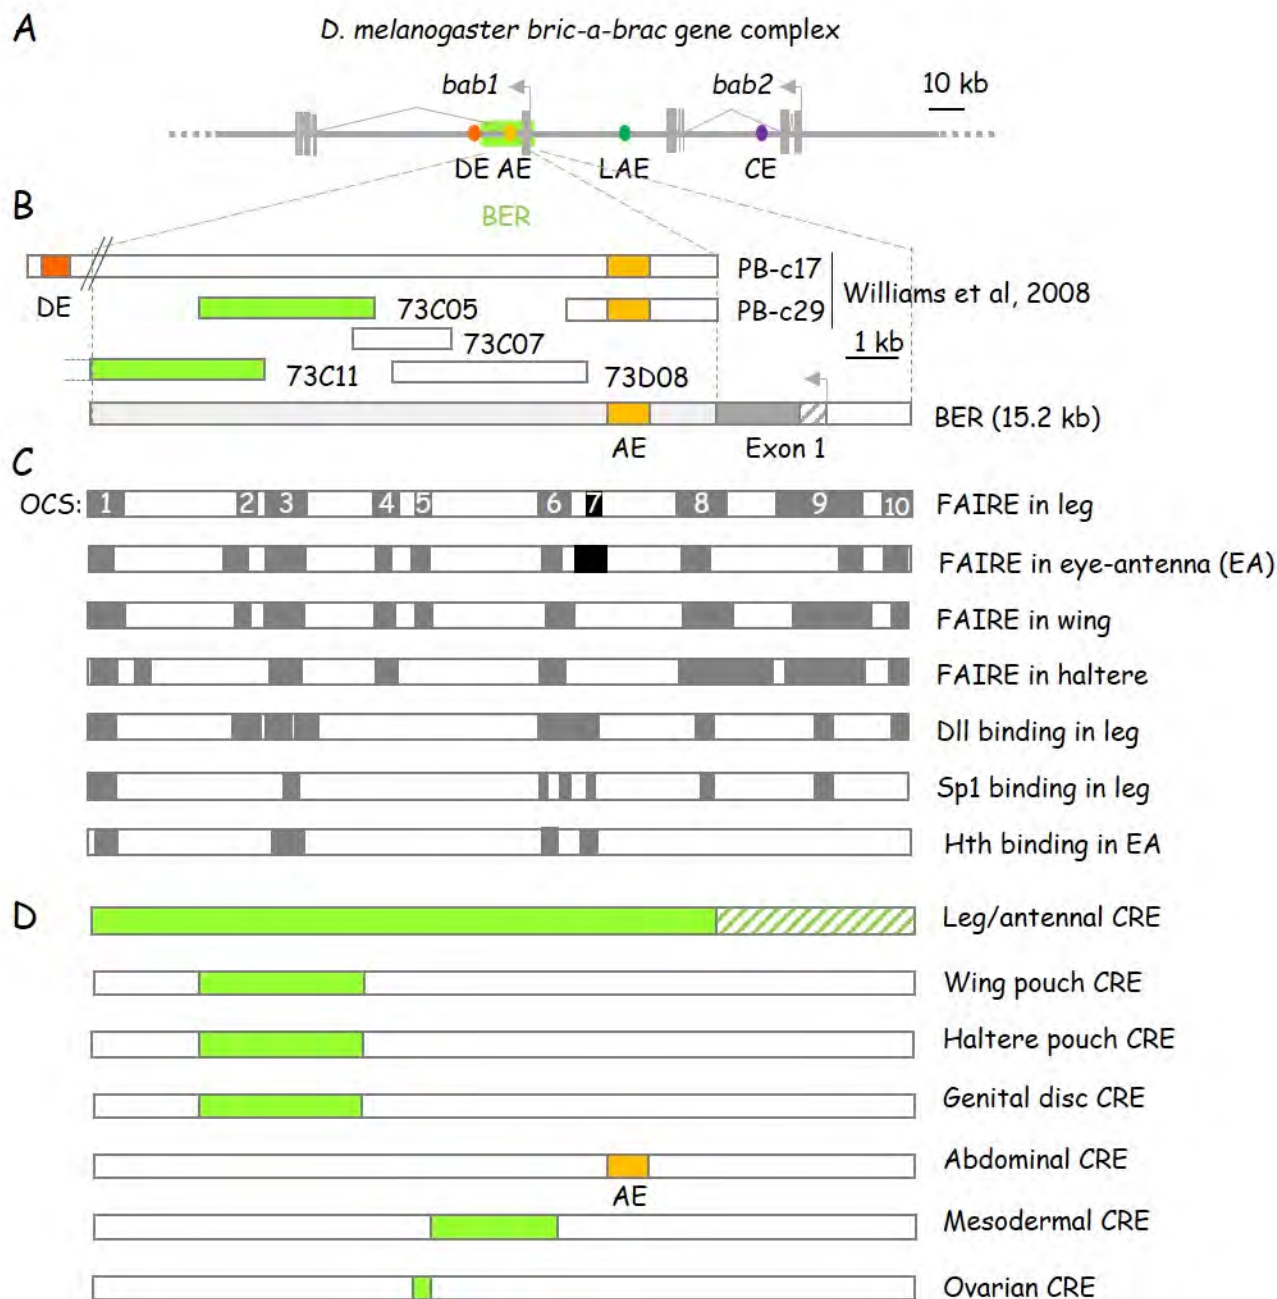 A
D. melanogaster bric-a-brac gene complex
bab1
bab2
10 kb
DE AE
LAE
CE
B
BER
PB-c17
DE
73C05
PB-c29
Williams et al, 2008
73C07
1 kb
73C11
73D08
BER (15.2 kb)
AE
Exon 1
C
OCS: 1 2 3 4 5 6 7 8 9 10 FAIRE in leg
FAIRE in eye-antenna (EA)
FAIRE in wing
FAIRE in haltere
Dll binding in leg
Sp1 binding in leg
Hth binding in EA
D
Leg/antennal CRE
Wing pouch CRE
Haltere pouch CRE
Genital disc CRE
Abdominal CRE
AE
Mesodermal CRE
Ovarian CRE